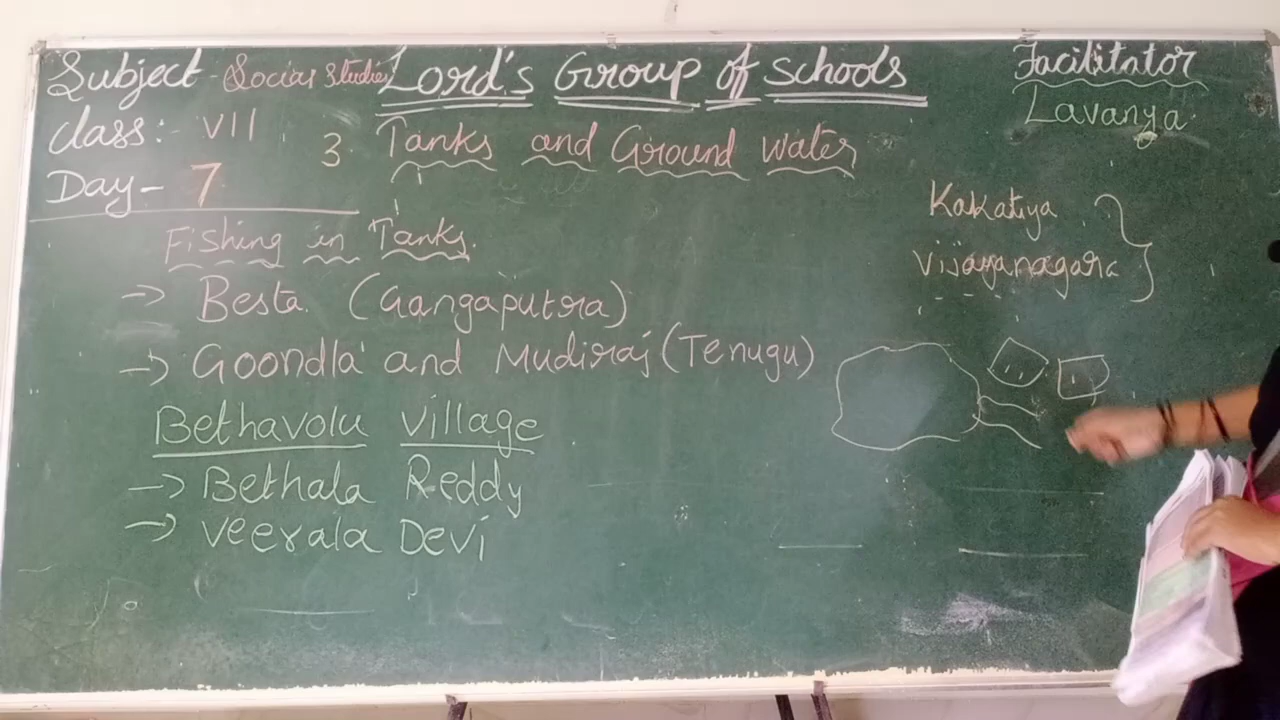 Subject - Social Studies
Lord's Group of Schools
Facilitator
Lavanya
Class:- VII
Day - 7
3. Tanks and Ground Water
Fishing in Tanks.
→ Besta (Gangaputra)
→ Goondla and Mudiraj (Tenugu)
Bethavolu Village
→ Bethala Reddy
→ Veerala Devi
Kakatiya
Vijayanagara